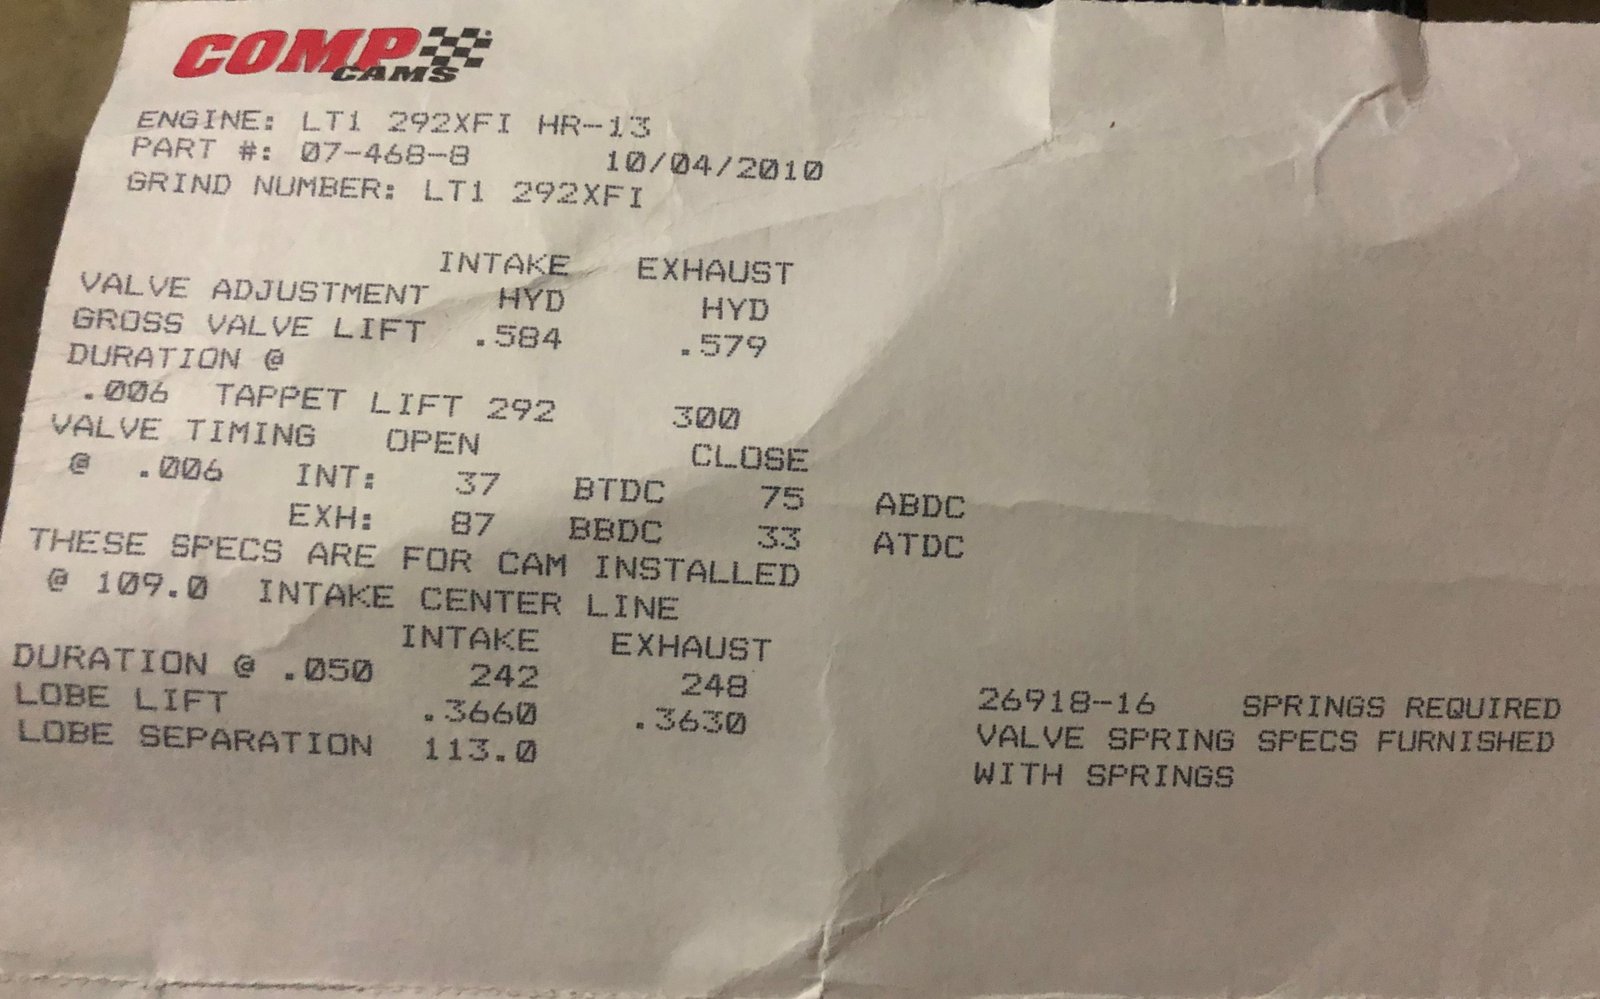 COMP
CAMS
ENGINE: LT1 292XFI HR-13
PART #: 07-468-8 10/04/2010
GRIND NUMBER: LT1 292XFI
INTAKE EXHAUST
VALVE ADJUSTMENT HYD HYD
GROSS VALVE LIFT .584 .579
DURATION @
.006 TAPPET LIFT 292 300
VALVE TIMING OPEN CLOSE
@ .006 INT: 37 BTDC 75 ABDC
EXH: 87 BBDC 33 ATDC
THESE SPECS ARE FOR CAM INSTALLED
@ 109.0 INTAKE CENTER LINE
INTAKE EXHAUST
DURATION @ .050 242 248
LOBE LIFT .3660 .3630
LOBE SEPARATION 113.0
26918-16 SPRINGS REQUIRED
VALVE SPRING SPECS FURNISHED
WITH SPRINGS